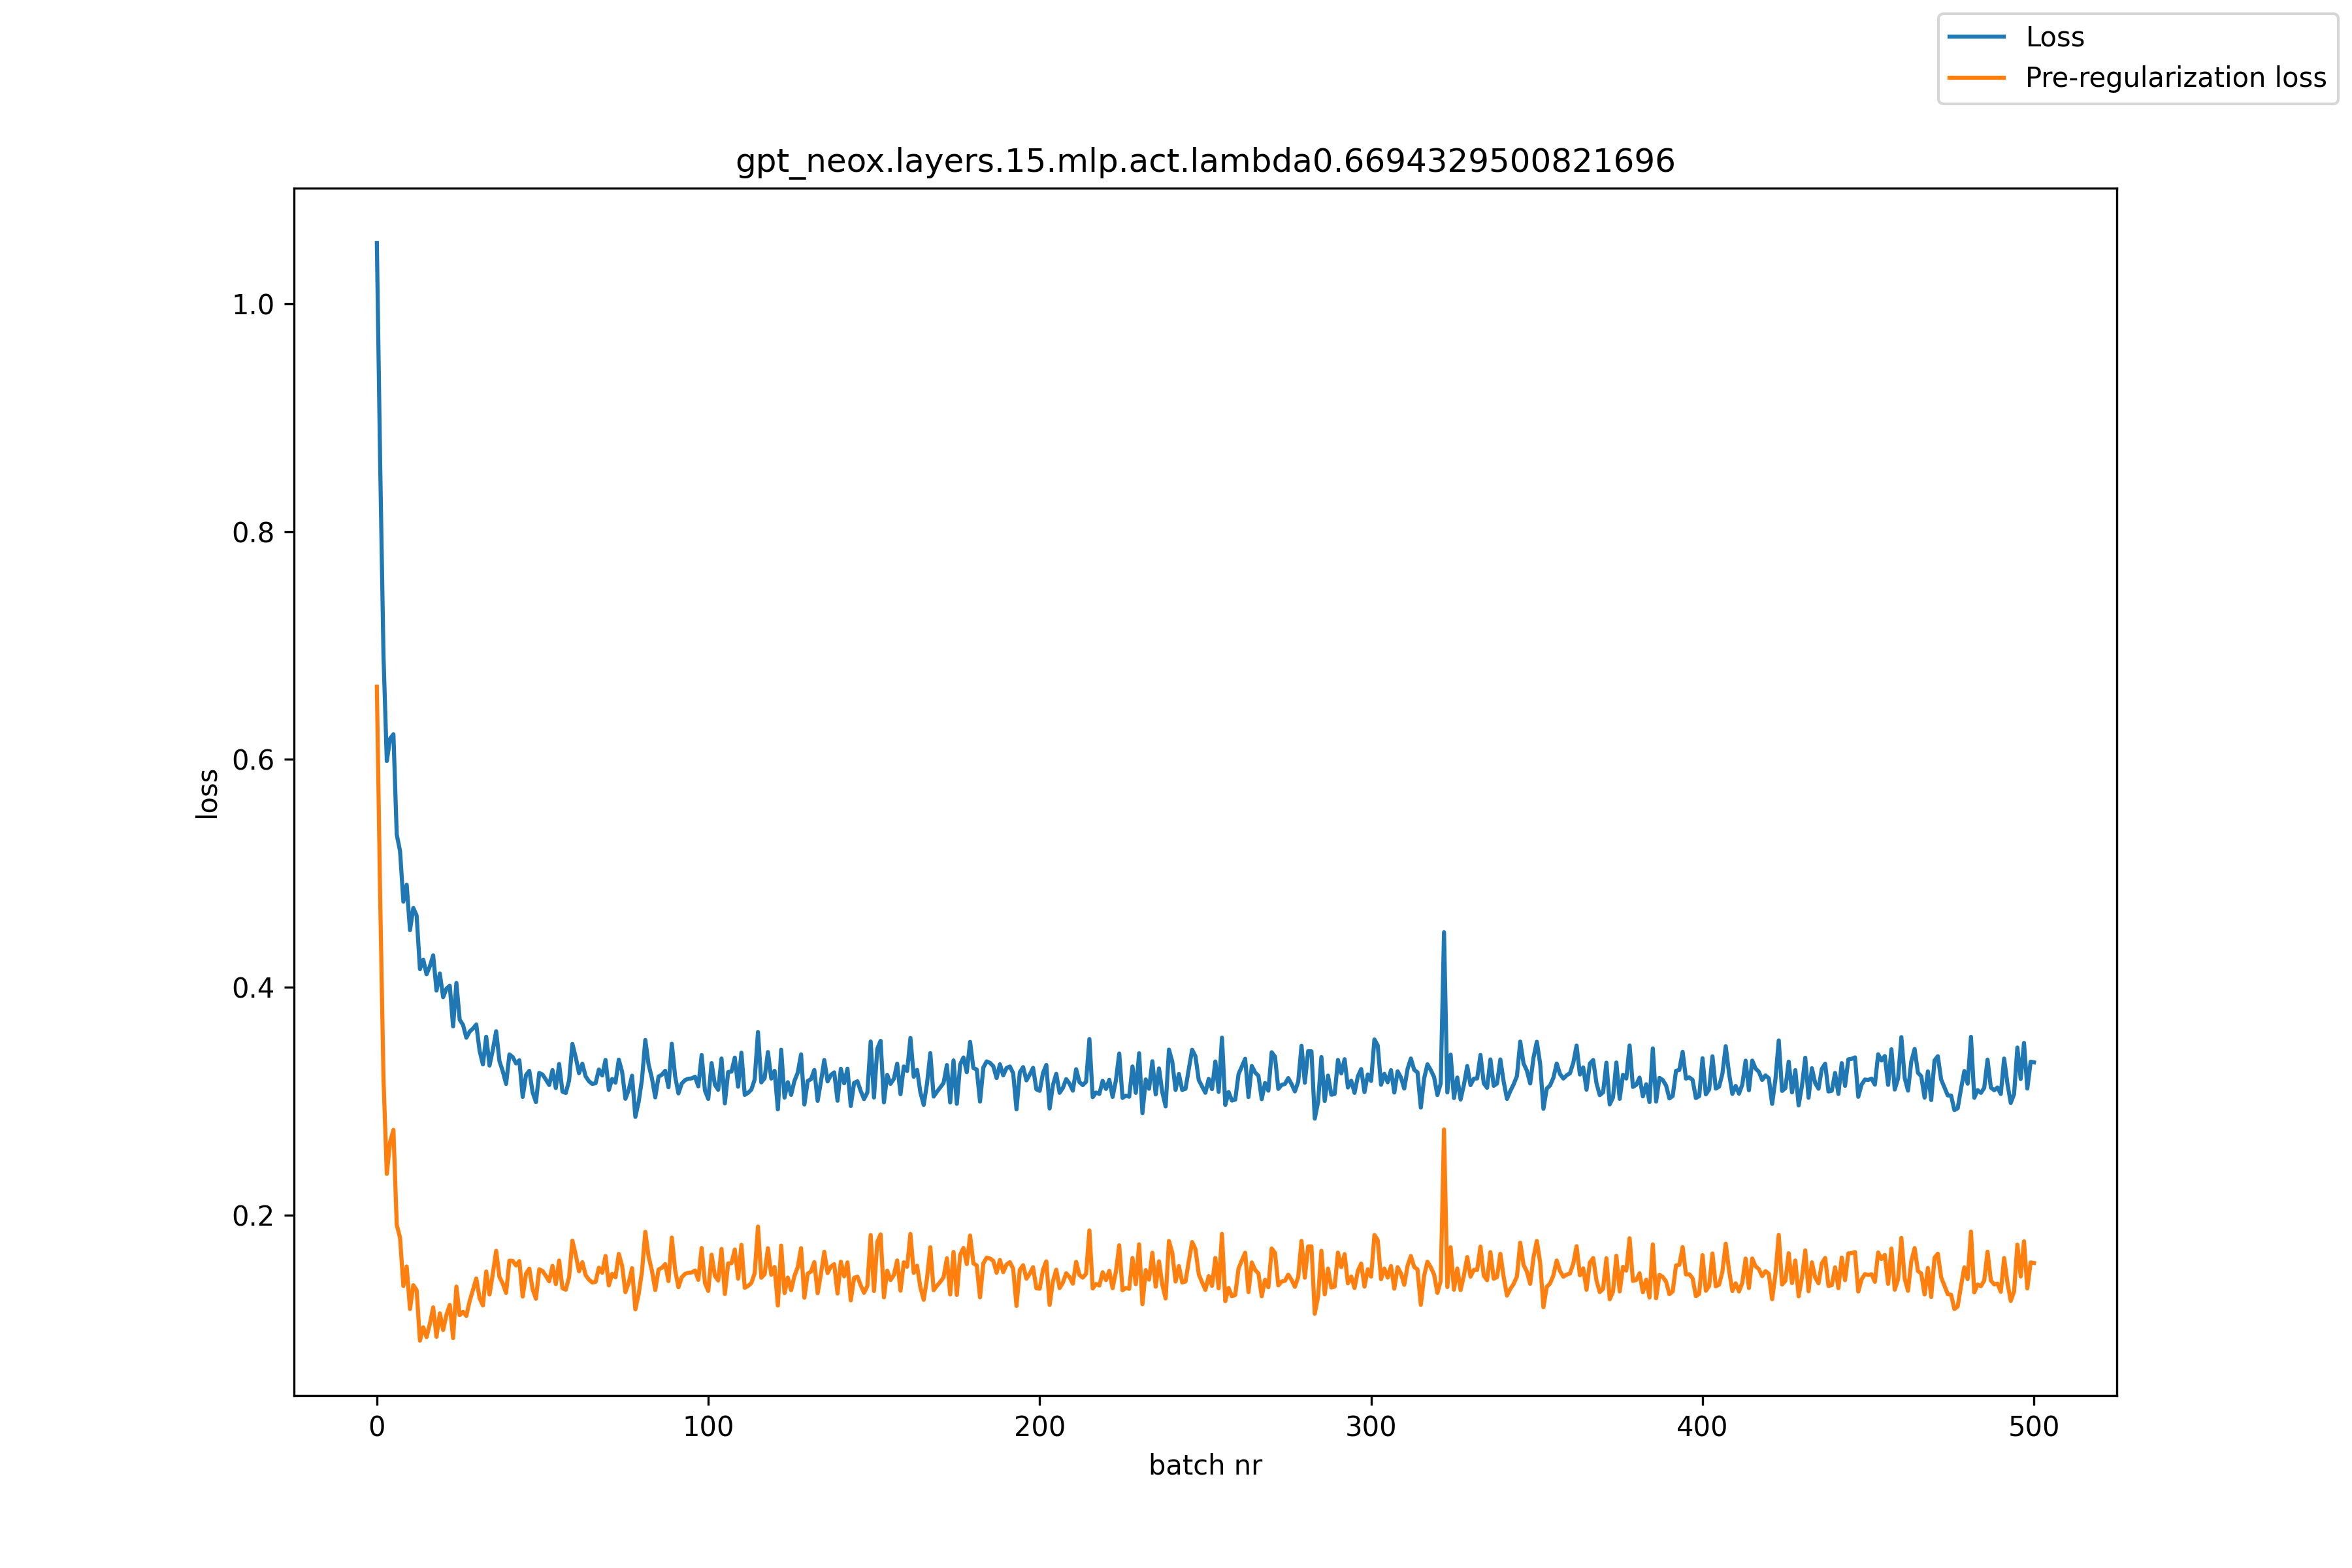 Loss
Pre-regularization loss
gpt_neox.layers.15.mlp.act.lambda0.6694329500821696
1.0
0.8
0.6
0.4
0.2
loss
0 100 200 300 400 500
batch nr